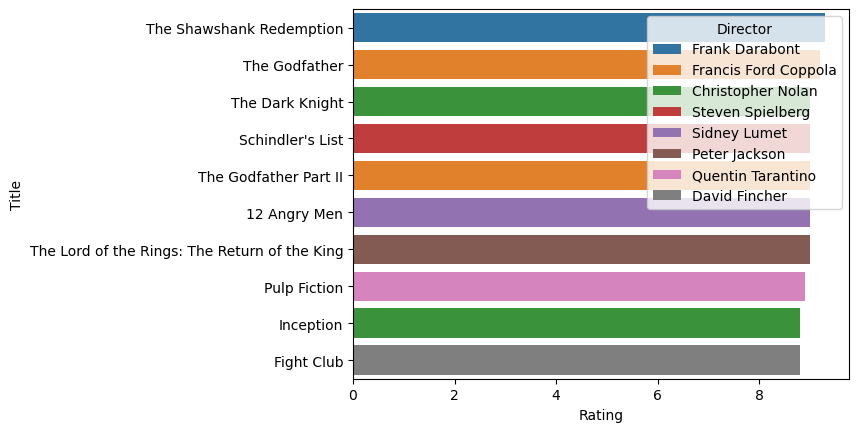 The Shawshank Redemption
The Godfather
The Dark Knight
Schindler's List
The Godfather Part II
12 Angry Men
The Lord of the Rings: The Return of the King
Pulp Fiction
Inception
Fight Club
Title
Director
Frank Darabont
Francis Ford Coppola
Christopher Nolan
Steven Spielberg
Sidney Lumet
Peter Jackson
Quentin Tarantino
David Fincher
0 2 4 6 8
Rating